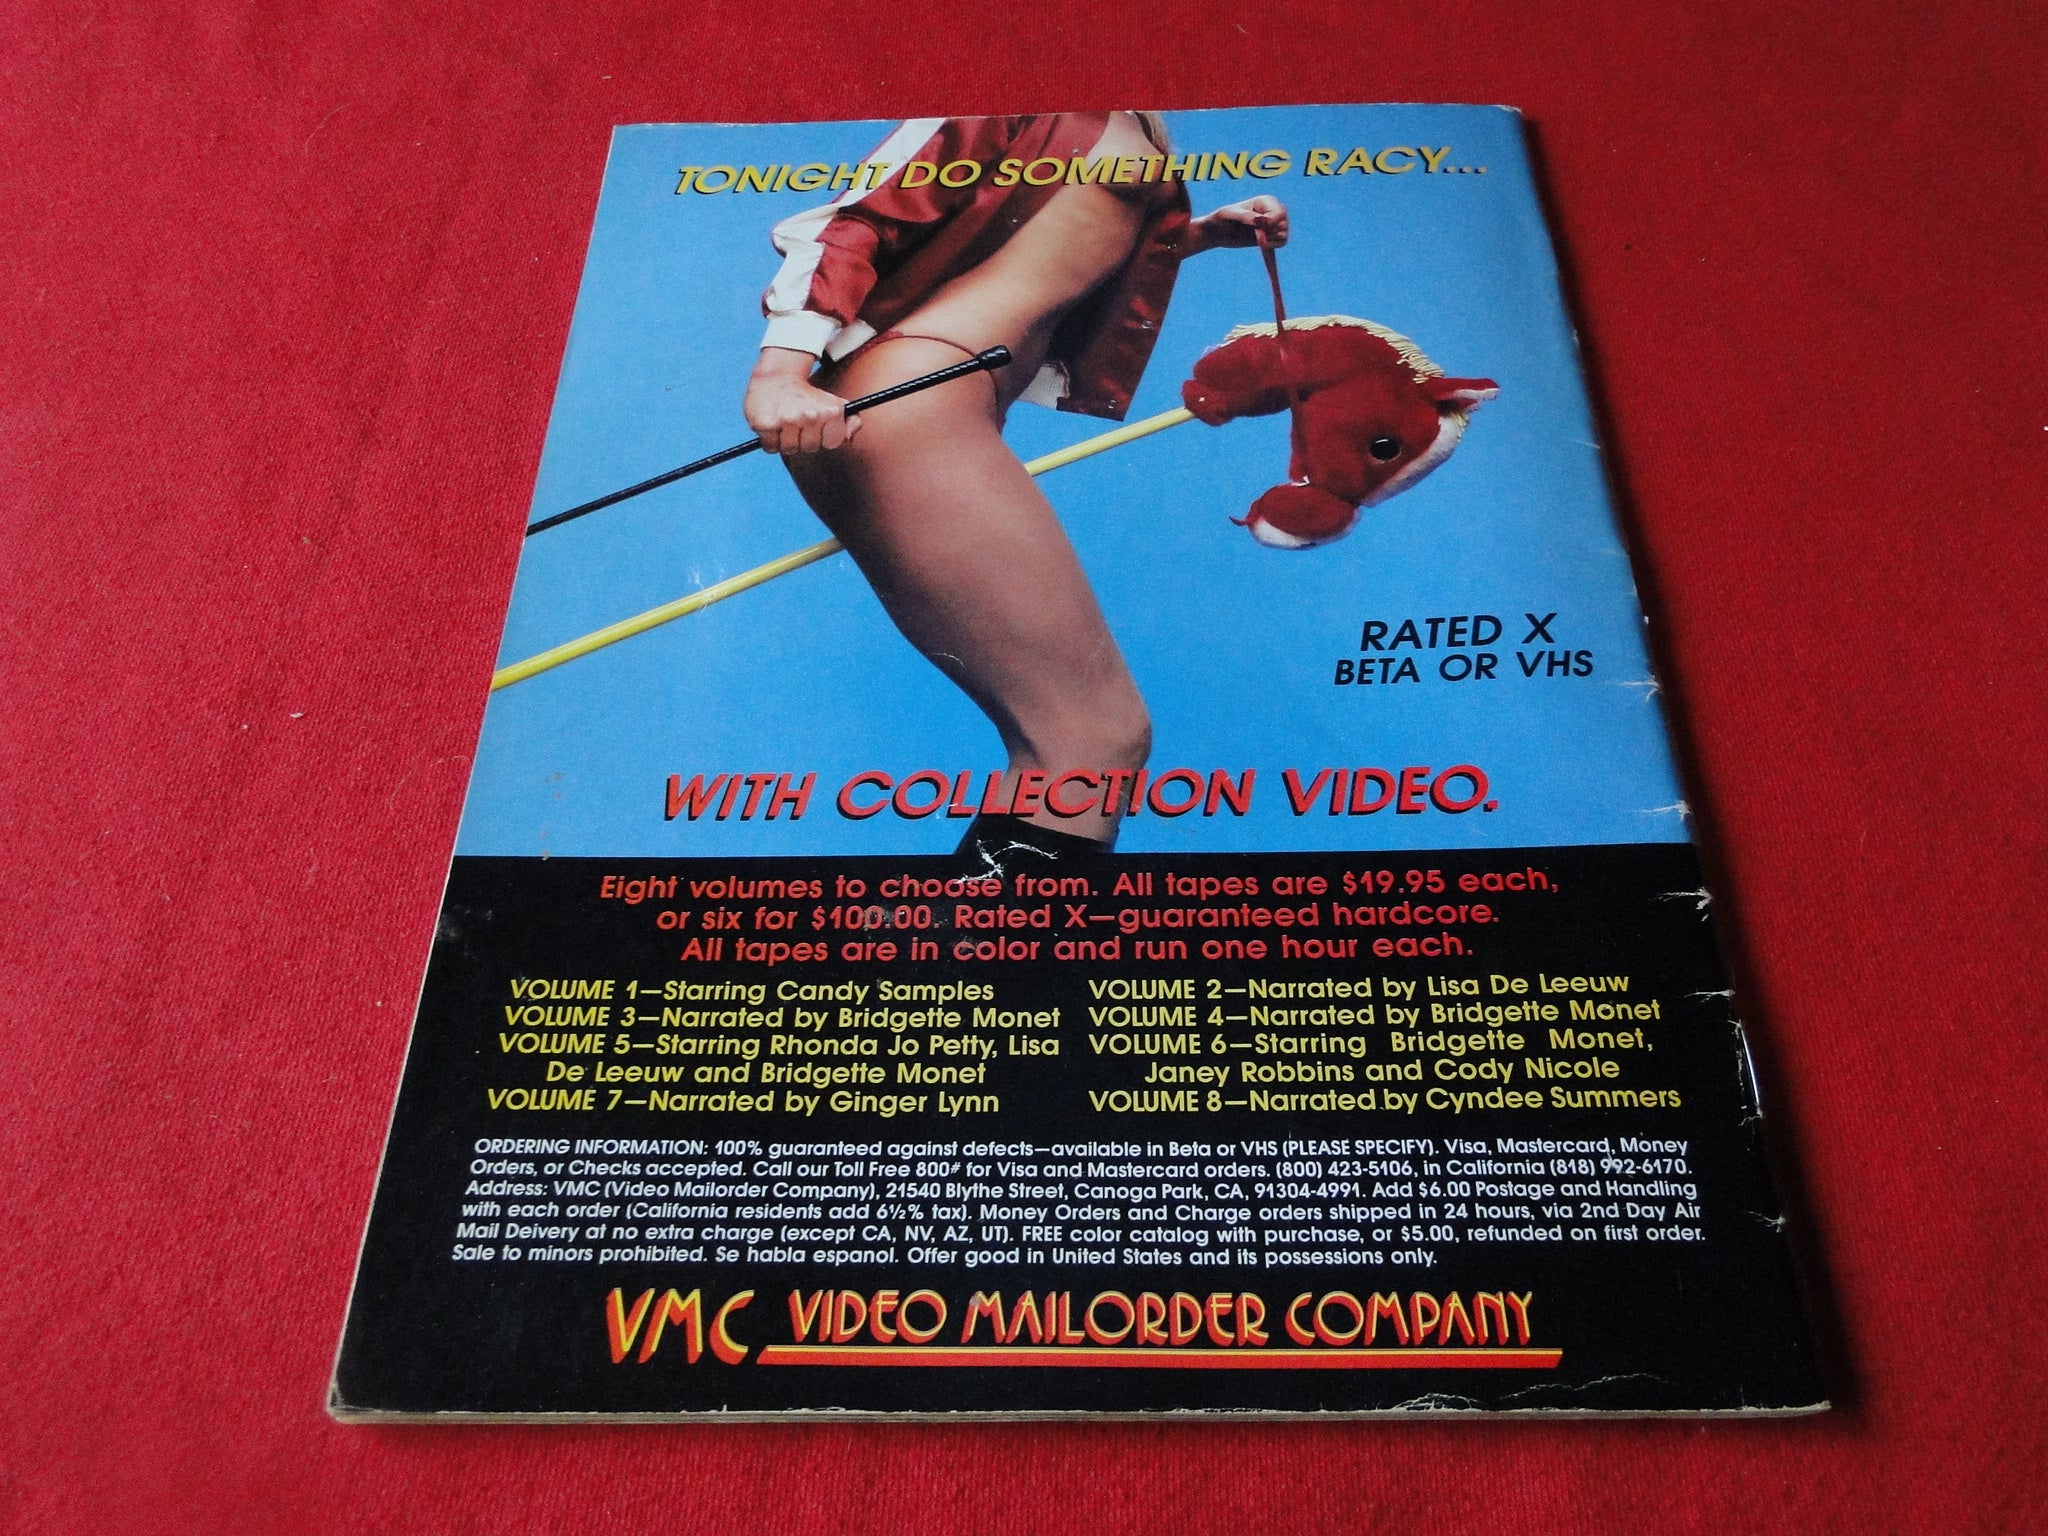 TONIGHT DO SOMETHING RACY...
RATED X
BETA OR VHS
WITH COLLECTION VIDEO.
Eight volumes to choose from. All tapes are $19.95 each,
or six for $100.00. Rated X—guaranteed hardcore.
All tapes are in color and run one hour each.
VOLUME 1—Starring Candy Samples
VOLUME 3—Narrated by Bridgette Monet
VOLUME 5—Starring Rhonda Jo Petty, Lisa
De Leeuw and Bridgette Monet
VOLUME 7—Narrated by Ginger Lynn
VOLUME 2—Narrated by Lisa De Leeuw
VOLUME 4—Narrated by Bridgette Monet
VOLUME 6—Starring Bridgette Monet,
Janey Robbins and Cody Nicole
VOLUME 8—Narrated by Cyndee Summers
ORDERING INFORMATION: 100% guaranteed against defects—available in Beta or VHS (PLEASE SPECIFY). Visa, Mastercard, Money
Orders, or Checks accepted. Call our Toll Free 800# for Visa and Mastercard orders. (800) 423-5106, in California (818) 992-6170.
Address: VMC (Video Mailorder Company), 21540 Blythe Street, Canoga Park, CA, 91304-4991. Add $6.00 Postage and Handling
with each order (California residents add 6½% tax). Money Orders and Charge orders shipped in 24 hours, via 2nd Day Air
Mail Deivery at no extra charge (except CA, NV, AZ, UT). FREE color catalog with purchase, or $5.00, refunded on first order.
Sale to minors prohibited. Se habla espanol. Offer good in United States and its possessions only.
VMC VIDEO MAILORDER COMPANY